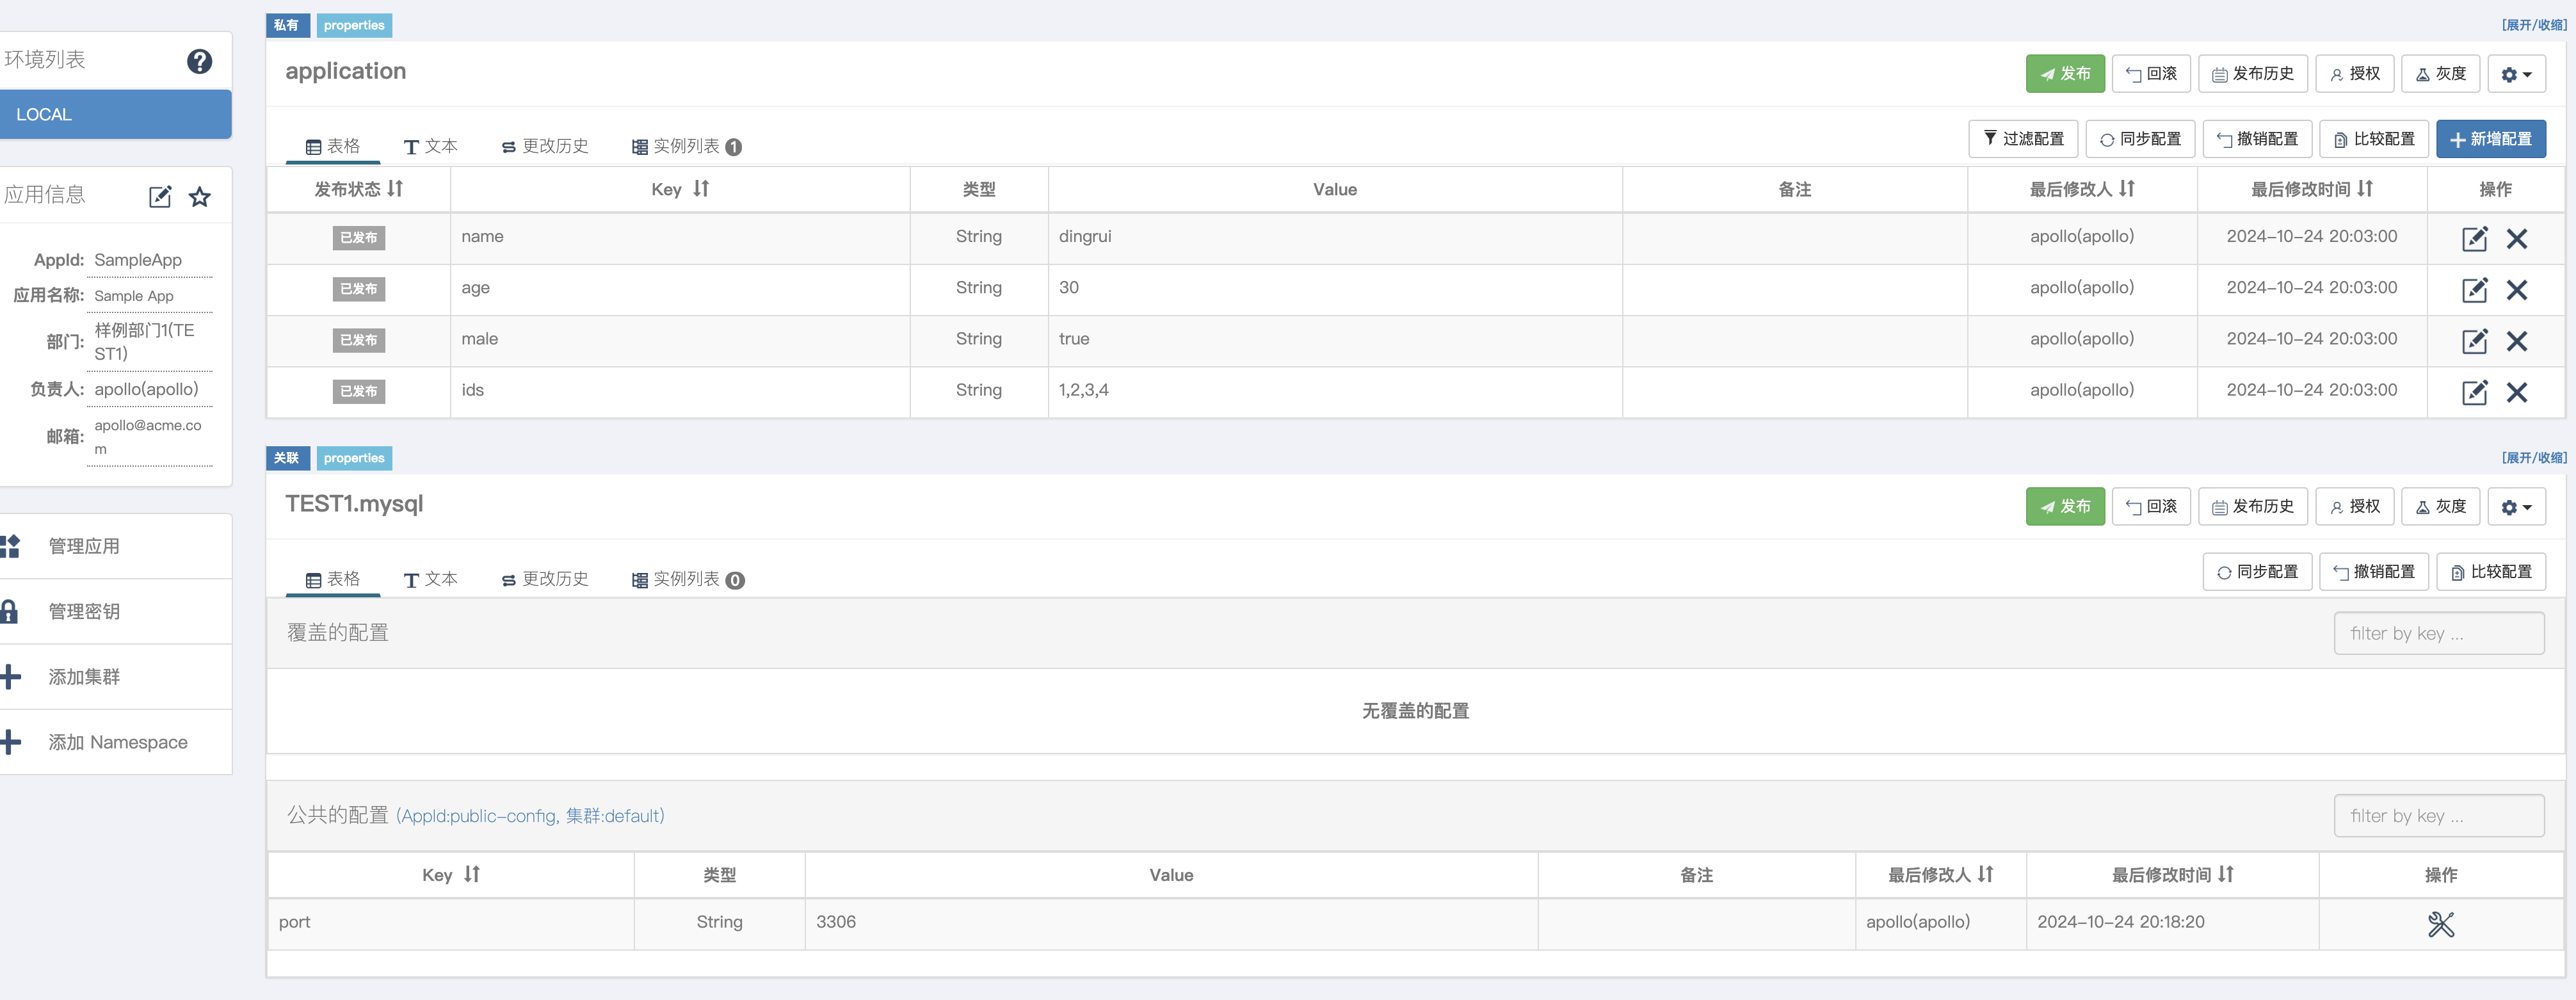 环境列表
LOCAL
应用信息
AppId: SampleApp
应用名称: Sample App
部门: 样例部门1(TE
ST1)
负责人: apollo(apollo)
邮箱: apollo@acme.co
m
管理应用
管理密钥
添加集群
添加 Namespace
私有 properties [展开/收缩]
application 发布 回滚 发布历史 授权 灰度
表格 文本 更改历史 实例列表 1 过滤配置 同步配置 撤销配置 比较配置 新增配置
发布状态 Key 类型 Value 备注 最后修改人 最后修改时间 操作
已发布 name String dingrui apollo(apollo) 2024-10-24 20:03:00
已发布 age String 30 apollo(apollo) 2024-10-24 20:03:00
已发布 male String true apollo(apollo) 2024-10-24 20:03:00
已发布 ids String 1,2,3,4 apollo(apollo) 2024-10-24 20:03:00
关联 properties [展开/收缩]
TEST1.mysql 发布 回滚 发布历史 授权 灰度
表格 文本 更改历史 实例列表 0 同步配置 撤销配置 比较配置
覆盖的配置 filter by key ...
无覆盖的配置
公共的配置 (AppId:public-config, 集群:default) filter by key ...
Key 类型 Value 备注 最后修改人 最后修改时间 操作
port String 3306 apollo(apollo) 2024-10-24 20:18:20